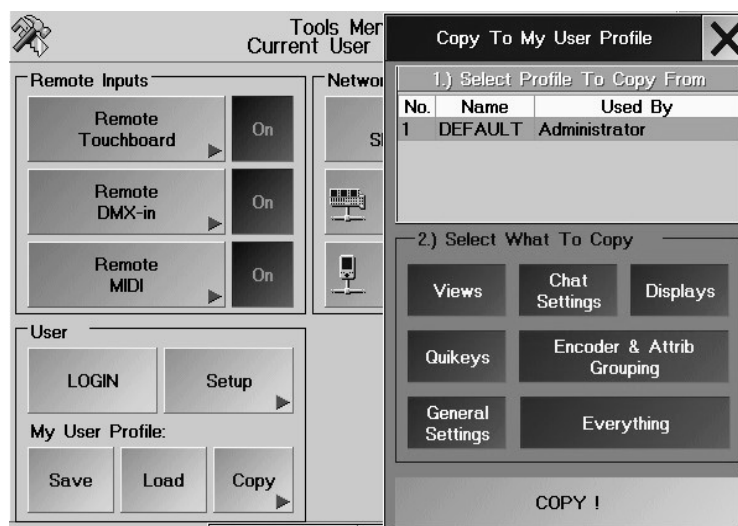 Tools Mer
Current User
Remote Inputs
Remote
Touchboard
On
Remote
DMX-in
On
Remote
MIDI
On
Networ
SI
User
LOGIN
Setup
My User Profile:
Save
Load
Copy
Copy To My User Profile
1.) Select Profile To Copy From
No. Name Used By
1 DEFAULT Administrator
2.) Select What To Copy
Views
Chat
Settings
Displays
Quikeys
Encoder & Attrib
Grouping
General
Settings
Everything
COPY !